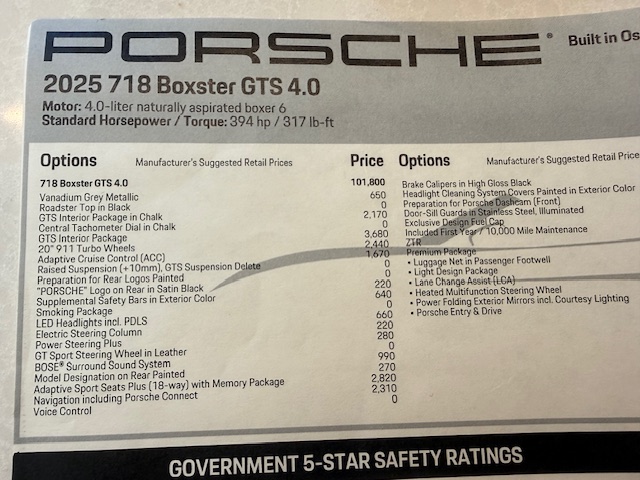 PORSCHE®
Built in Os
2025 718 Boxster GTS 4.0
Motor: 4.0-liter naturally aspirated boxer 6
Standard Horsepower / Torque: 394 hp / 317 lb-ft
Options Manufacturer's Suggested Retail Prices Price
718 Boxster GTS 4.0 101,800
Vanadium Grey Metallic 650
Roadster Top in Black 0
GTS Interior Package in Chalk 2,170
Central Tachometer Dial in Chalk 0
GTS Interior Package 3,680
20" 911 Turbo Wheels 2,440
Adaptive Cruise Control (ACC) 1,670
Raised Suspension (+10mm), GTS Suspension Delete 0
Preparation for Rear Logos Painted 0
"PORSCHE" Logo on Rear in Satin Black 220
Supplemental Safety Bars in Exterior Color 640
Smoking Package 0
LED Headlights incl. PDLS 660
Electric Steering Column 220
Power Steering Plus 280
GT Sport Steering Wheel in Leather 0
BOSE® Surround Sound System 990
Model Designation on Rear Painted 270
Adaptive Sport Seats Plus (18-way) with Memory Package 2,820
Navigation including Porsche Connect 2,310
Voice Control 0
Options Manufacturer's Suggested Retail Price
Brake Calipers in High Gloss Black
Headlight Cleaning System Covers Painted in Exterior Color
Preparation for Porsche Dashcam (Front)
Door-Sill Guards in Stainless Steel, Illuminated
Exclusive Design Fuel Cap
Included First Year / 10,000 Mile Maintenance
ZTR
Premium Package
• Luggage Net in Passenger Footwell
• Light Design Package
• Lane Change Assist (LCA)
• Heated Multifunction Steering Wheel
• Power Folding Exterior Mirrors incl. Courtesy Lighting
• Porsche Entry & Drive
GOVERNMENT 5-STAR SAFETY RATINGS